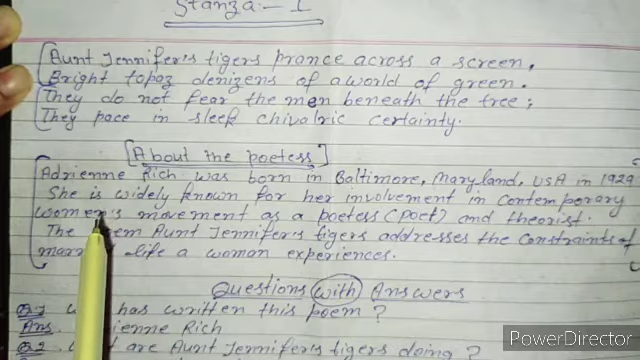 Stanza - I
Aunt Jennifer's tigers prance across a screen,
Bright topaz denizens of a world of green.
They do not fear the men beneath the tree;
They pace in sleek chivalric certainty.
[About the poetess]
Adrienne Rich was born in Baltimore, Maryland, USA in 1929
She is widely known for her involvement in contemporary
women's movement as a poetess (poet) and theorist.
The Aunt Jennifer's tigers addresses the constraints of
life a woman experiences.
Questions with Answers
Q.1 has written this poem ?
Ans. Rich
Q.2 are Aunt Jennifer's tigers doing ?
PowerDirector